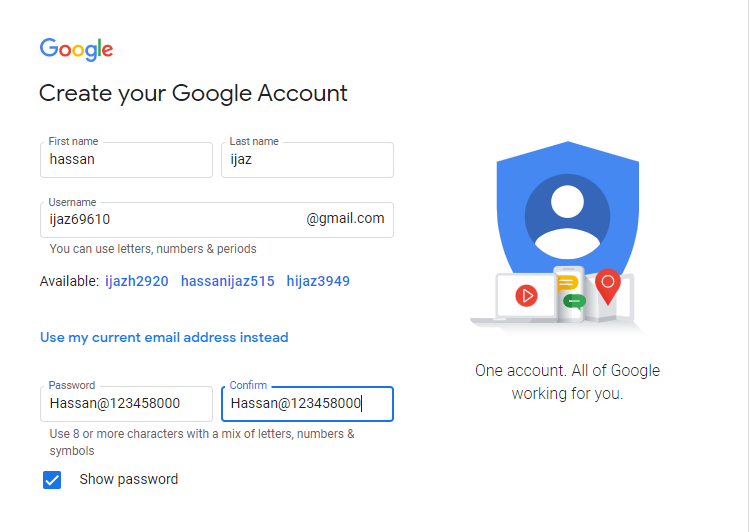 Google
Create your Google Account
First name
hassan
Last name
ijaz
Username
ijaz69610
@gmail.com
You can use letters, numbers & periods
Available: ijazh2920 hassanijaz515 hijaz3949
Use my current email address instead
Password
Hassan@123458000
Confirm
Hassan@123458000
Use 8 or more characters with a mix of letters, numbers &
symbols
Show password
One account. All of Google
working for you.